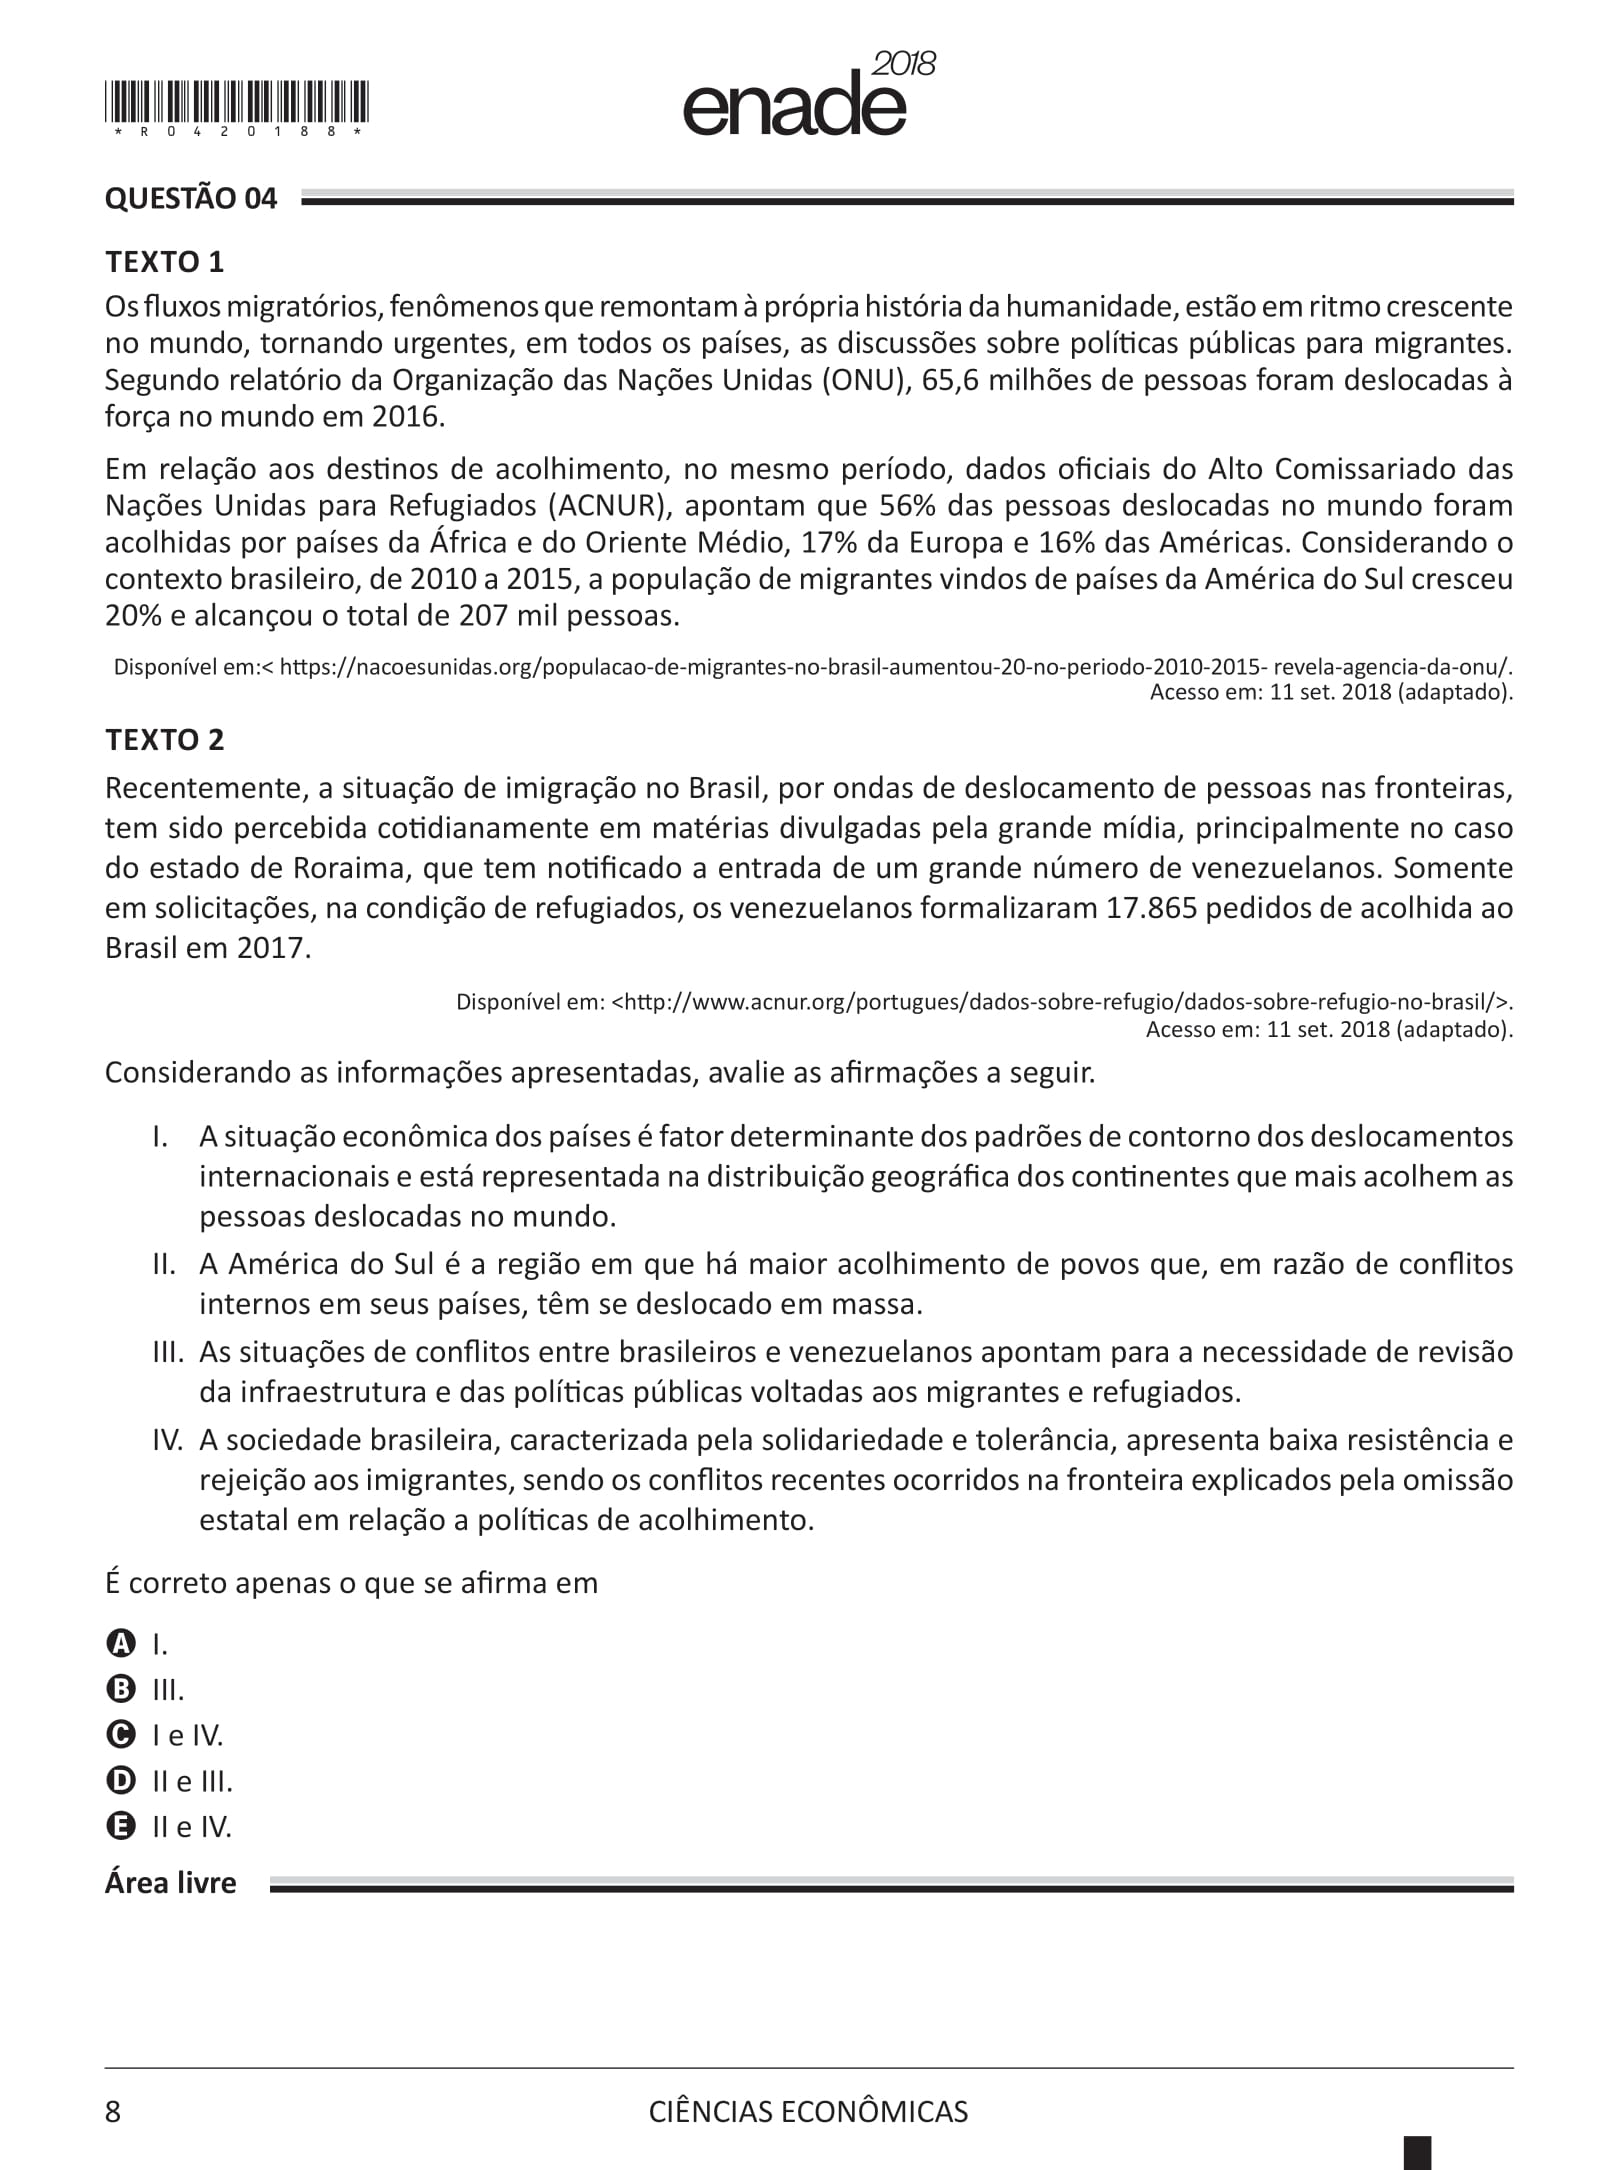 2018
enade
* R 0 4 2 0 1 8 8 *
QUESTÃO 04
TEXTO 1
Os fluxos migratórios, fenômenos que remontam à própria história da humanidade, estão em ritmo crescente
no mundo, tornando urgentes, em todos os países, as discussões sobre políticas públicas para migrantes.
Segundo relatório da Organização das Nações Unidas (ONU), 65,6 milhões de pessoas foram deslocadas à
força no mundo em 2016.
Em relação aos destinos de acolhimento, no mesmo período, dados oficiais do Alto Comissariado das
Nações Unidas para Refugiados (ACNUR), apontam que 56% das pessoas deslocadas no mundo foram
acolhidas por países da África e do Oriente Médio, 17% da Europa e 16% das Américas. Considerando o
contexto brasileiro, de 2010 a 2015, a população de migrantes vindos de países da América do Sul cresceu
20% e alcançou o total de 207 mil pessoas.
Disponível em:< https://nacoesunidas.org/populacao-de-migrantes-no-brasil-aumentou-20-no-periodo-2010-2015- revela-agencia-da-onu/.
Acesso em: 11 set. 2018 (adaptado).
TEXTO 2
Recentemente, a situação de imigração no Brasil, por ondas de deslocamento de pessoas nas fronteiras,
tem sido percebida cotidianamente em matérias divulgadas pela grande mídia, principalmente no caso
do estado de Roraima, que tem notificado a entrada de um grande número de venezuelanos. Somente
em solicitações, na condição de refugiados, os venezuelanos formalizaram 17.865 pedidos de acolhida ao
Brasil em 2017.
Disponível em: <http://www.acnur.org/portugues/dados-sobre-refugio/dados-sobre-refugio-no-brasil/>.
Acesso em: 11 set. 2018 (adaptado).
Considerando as informações apresentadas, avalie as afirmações a seguir.
I. A situação econômica dos países é fator determinante dos padrões de contorno dos deslocamentos
internacionais e está representada na distribuição geográfica dos continentes que mais acolhem as
pessoas deslocadas no mundo.
II. A América do Sul é a região em que há maior acolhimento de povos que, em razão de conflitos
internos em seus países, têm se deslocado em massa.
III. As situações de conflitos entre brasileiros e venezuelanos apontam para a necessidade de revisão
da infraestrutura e das políticas públicas voltadas aos migrantes e refugiados.
IV. A sociedade brasileira, caracterizada pela solidariedade e tolerância, apresenta baixa resistência e
rejeição aos imigrantes, sendo os conflitos recentes ocorridos na fronteira explicados pela omissão
estatal em relação a políticas de acolhimento.
É correto apenas o que se afirma em
A I.
B III.
C I e IV.
D II e III.
E II e IV.
Área livre
8
CIÊNCIAS ECONÔMICAS